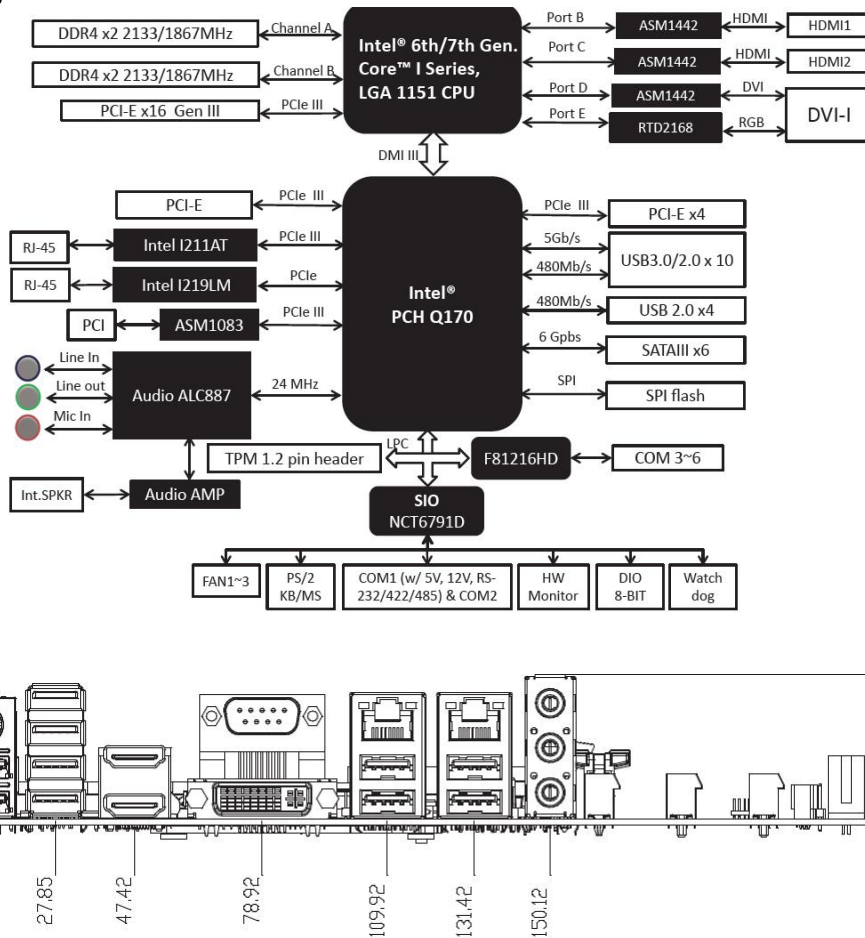 DDR4 x2 2133/1867MHz
Channel A
DDR4 x2 2133/1867MHz
Channel B
PCI-E x16 Gen III
PCIe III
Intel® 6th/7th Gen.
Core™ I Series,
LGA 1151 CPU
Port B
ASM1442
HDMI
HDMI1
Port C
ASM1442
HDMI
HDMI2
Port D
ASM1442
DVI
Port E
RTD2168
RGB
DVI-I
DMI III
PCI-E
PCIe III
RJ-45
Intel I211AT
PCIe III
RJ-45
Intel I219LM
PCIe
PCI
ASM1083
PCIe III
Line In
Line out
Mic In
Audio ALC887
24 MHz
Int.SPKR
Audio AMP
Intel®
PCH Q170
PCIe III
PCI-E x4
5Gb/s
480Mb/s
USB3.0/2.0 x 10
480Mb/s
USB 2.0 x4
6 Gpbs
SATAIII x6
SPI
SPI flash
LPC
TPM 1.2 pin header
F81216HD
COM 3~6
SIO
NCT6791D
FAN1~3
PS/2
KB/MS
COM1 (w/ 5V, 12V, RS-
232/422/485) & COM2
HW
Monitor
DIO
8-BIT
Watch
dog
27.85
47.42
78.92
109.92
131.42
150.12